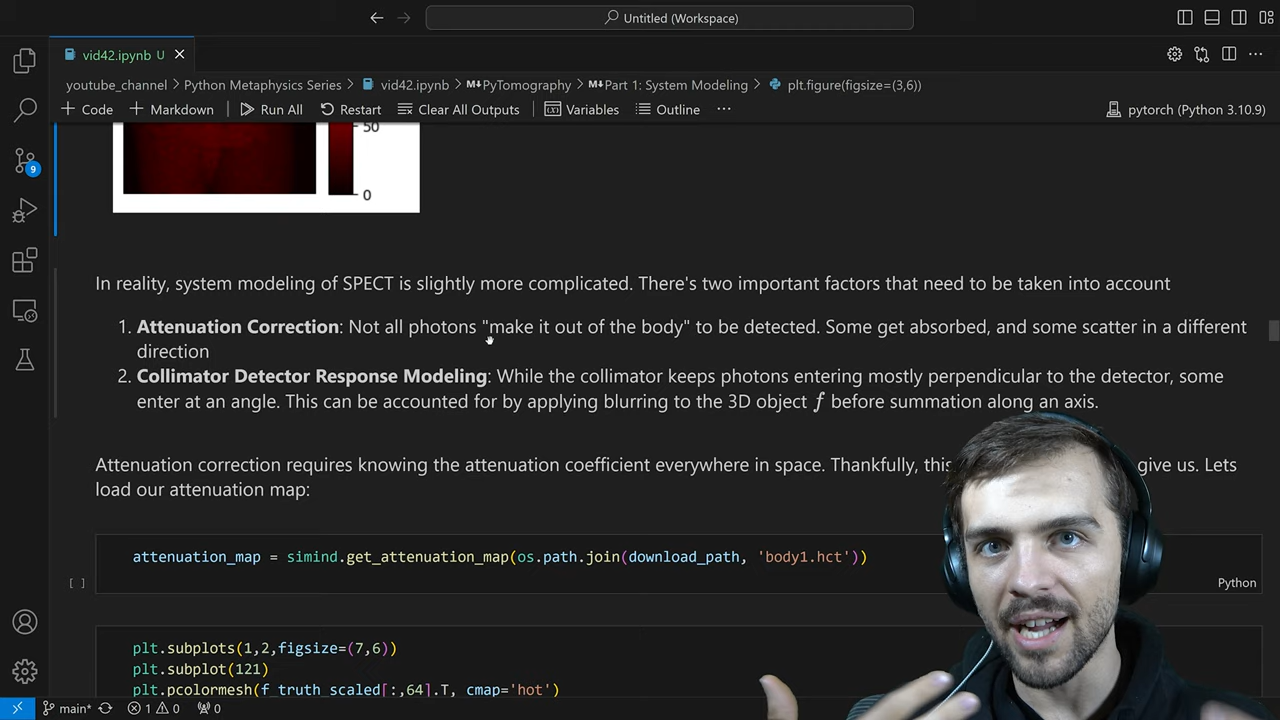 Untitled (Workspace)
vid42.ipynb U
youtube_channel > Python Metaphysics Series > vid42.ipynb > PyTomography > Part 1: System Modeling > plt.figure(figsize=(3,6))
+ Code + Markdown Run All Restart Clear All Outputs Variables Outline ... pytorch (Python 3.10.9)
50
0
9
In reality, system modeling of SPECT is slightly more complicated. There's two important factors that need to be taken into account
1. Attenuation Correction: Not all photons "make it out of the body" to be detected. Some get absorbed, and some scatter in a different
direction
2. Collimator Detector Response Modeling: While the collimator keeps photons entering mostly perpendicular to the detector, some
enter at an angle. This can be accounted for by applying blurring to the 3D object f before summation along an axis.
Attenuation correction requires knowing the attenuation coefficient everywhere in space. Thankfully, this give us. Lets
load our attenuation map:
attenuation_map = simind.get_attenuation_map(os.path.join(download_path, 'body1.hct'))
[ ]
Python
plt.subplots(1,2,figsize=(7,6))
plt.subplot(121)
plt.pcolormesh(f_truth_scaled[:,64].T, cmap='hot')
main* 1 0 0